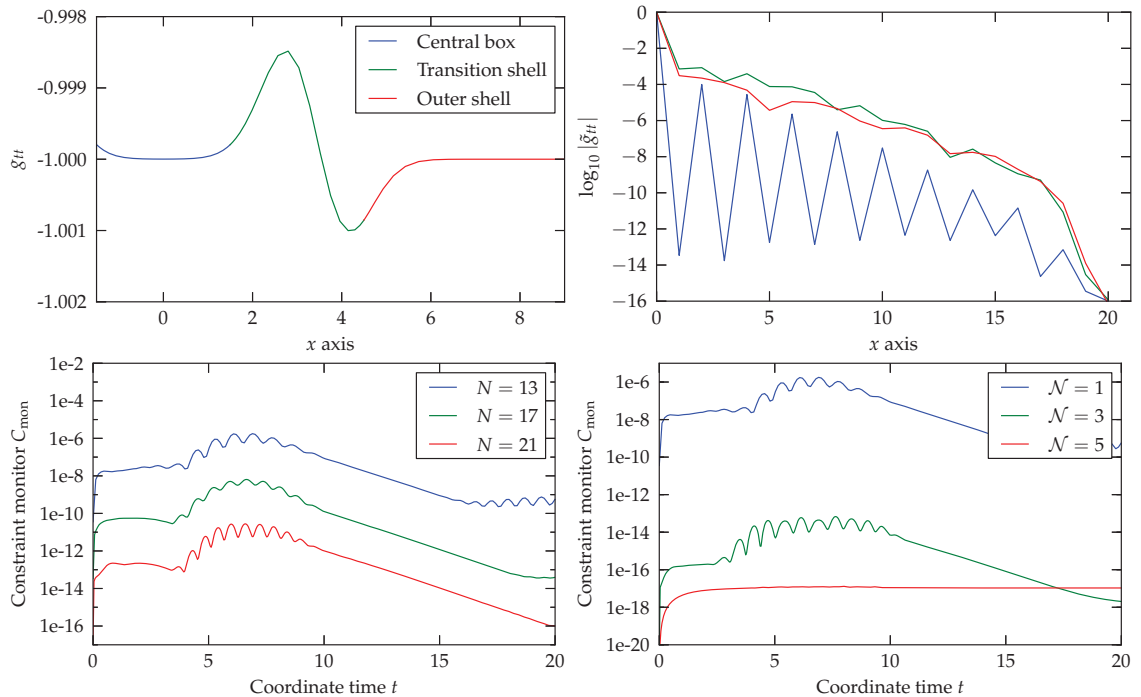 -0.998
-0.999
-1.000
-1.001
-1.002
g_tt
Central box
Transition shell
Outer shell
0 2 4 6 8
x axis
0
−2
−4
−6
−8
−10
−12
−14
−16
log₁₀ |g̃_tt|
0 5 10 15 20
x axis
1e-2
1e-4
1e-6
1e-8
1e-10
1e-12
1e-14
1e-16
Constraint monitor C_mon
N = 13
N = 17
N = 21
0 5 10 15 20
Coordinate time t
1e-6
1e-8
1e-10
1e-16
1e-12
1e-14
1e-16
1e-18
1e-20
Constraint monitor C_mon
𝒩 = 1
𝒩 = 3
𝒩 = 5
0 5 10 15 20
Coordinate time t